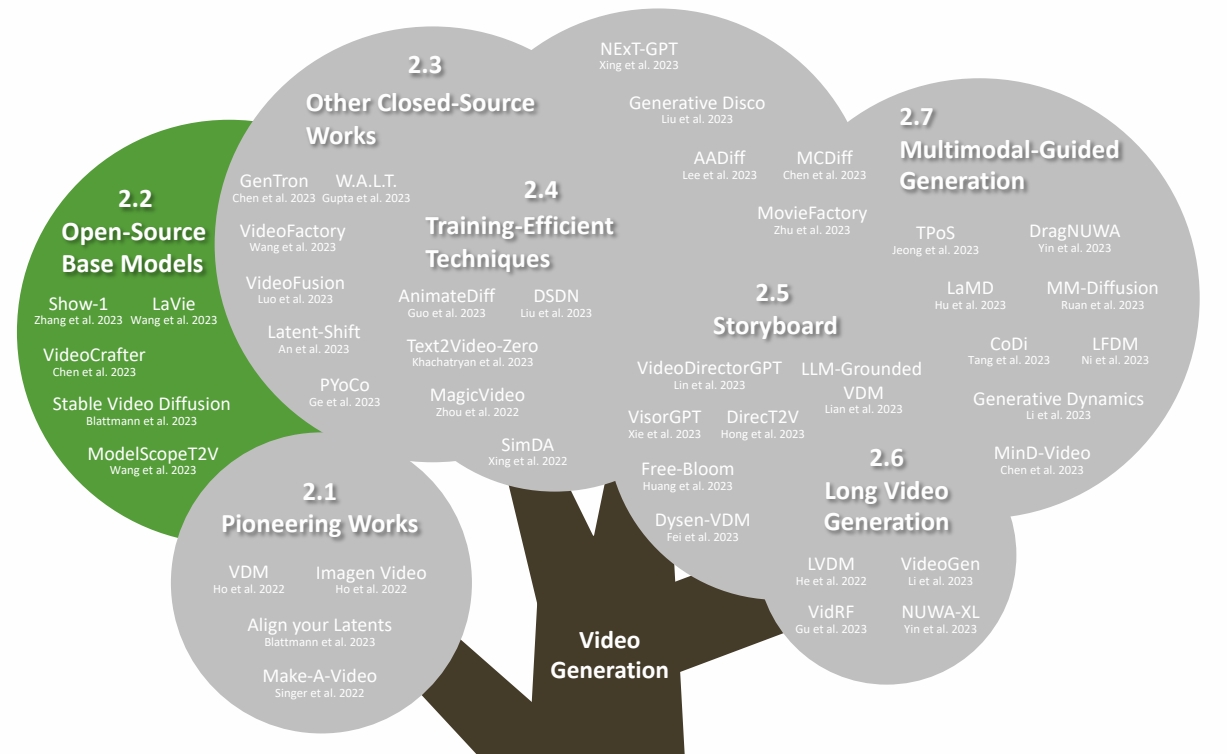 2.2
Open-Source
Base Models
Show-1
Zhang et al. 2023
LaVie
Wang et al. 2023
VideoCrafter
Chen et al. 2023
Stable Video Diffusion
Blattmann et al. 2023
ModelScopeT2V
Wang et al. 2023
2.1
Pioneering Works
VDM
Ho et al. 2022
Imagen Video
Ho et al. 2022
Align your Latents
Blattmann et al. 2023
Make-A-Video
Singer et al. 2022
2.3
Other Closed-Source
Works
GenTron
Chen et al. 2023
W.A.L.T.
Gupta et al. 2023
VideoFactory
Wang et al. 2023
VideoFusion
Luo et al. 2023
Latent-Shift
An et al. 2023
PYoCo
Ge et al. 2023
2.4
Training-Efficient
Techniques
AnimateDiff
Guo et al. 2023
DSDN
Liu et al. 2023
Text2Video-Zero
Khachatryan et al. 2023
MagicVideo
Zhou et al. 2022
SimDA
Xing et al. 2022
NExT-GPT
Xing et al. 2023
Generative Disco
Liu et al. 2023
AADiff
Lee et al. 2023
MCDiff
Chen et al. 2023
MovieFactory
Zhu et al. 2023
2.5
Storyboard
VideoDirectorGPT
Lin et al. 2023
LLM-Grounded
VDM
Lian et al. 2023
VisorGPT
Xie et al. 2023
DirecT2V
Hong et al. 2023
Free-Bloom
Huang et al. 2023
Dysen-VDM
Fei et al. 2023
2.6
Long Video
Generation
LVDM
He et al. 2022
VideoGen
Li et al. 2023
VidRF
Gu et al. 2023
NUWA-XL
Yin et al. 2023
2.7
Multimodal-Guided
Generation
TPoS
Jeong et al. 2023
DragNUWA
Yin et al. 2023
LaMD
Hu et al. 2023
MM-Diffusion
Ruan et al. 2023
CoDi
Tang et al. 2023
LFDM
Ni et al. 2023
Generative Dynamics
Li et al. 2023
MinD-Video
Chen et al. 2023
Video
Generation